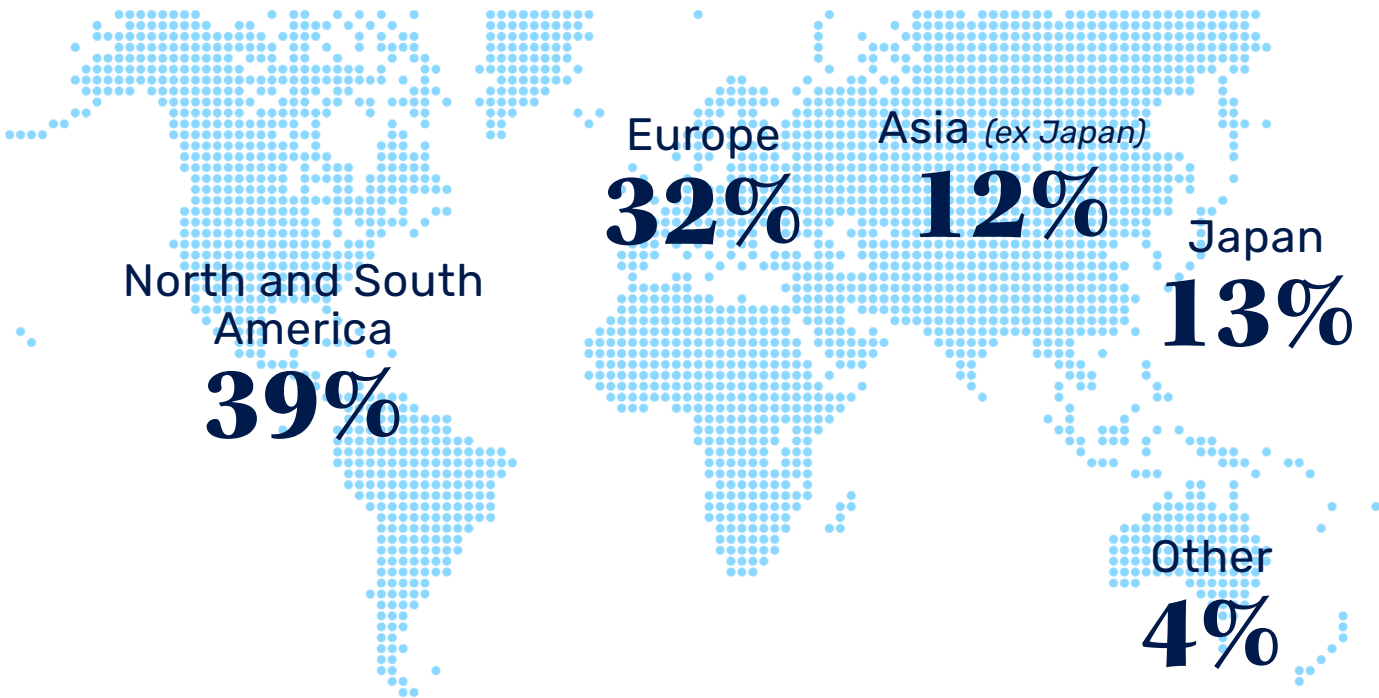 Europe
32%
Asia (ex Japan)
12%
Japan
13%
North and South
America
39%
Other
4%